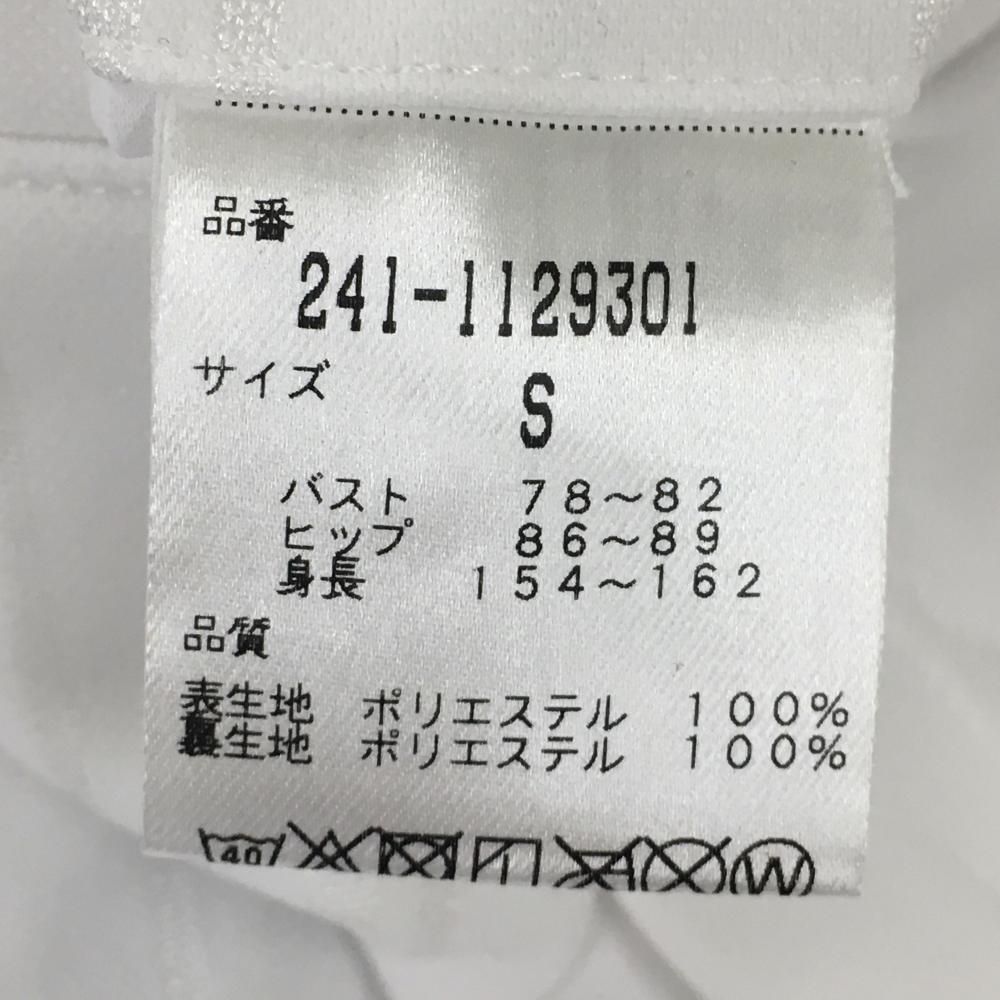 品番
241-1129301
サイズ
S
バスト 78～82
ヒップ 86～89
身長 154～162
品質
表生地 ポリエステル 100%
裏生地 ポリエステル 100%
40
W